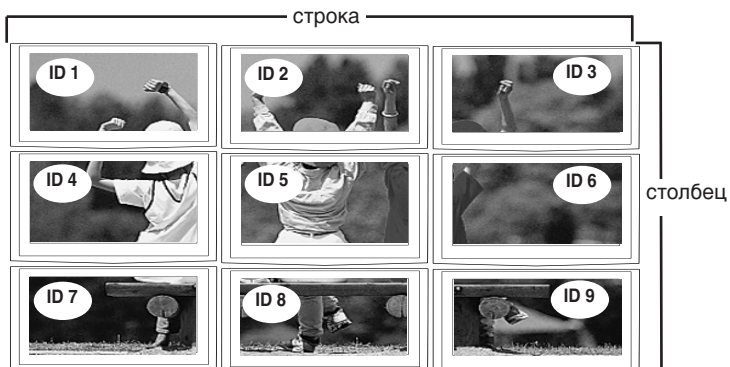 строка
ID 1 ID 2 ID 3
ID 4 ID 5 ID 6
столбец
ID 7 ID 8 ID 9